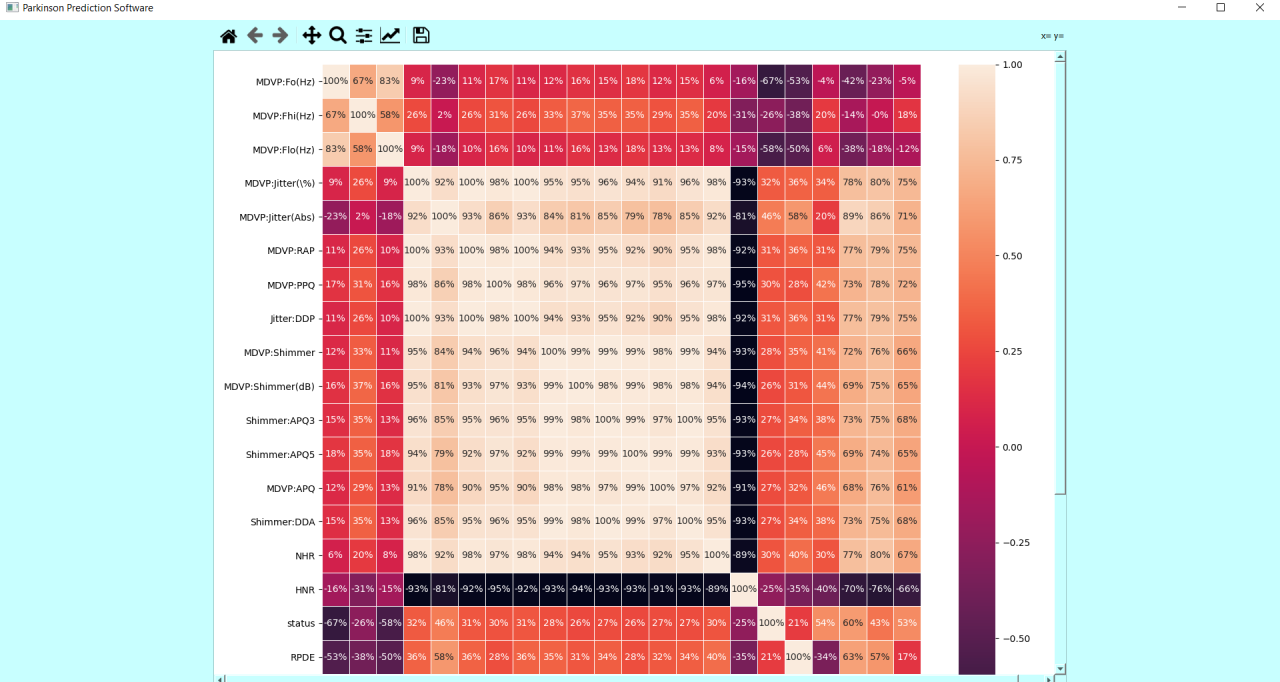 Parkinson Prediction Software
x= y=
MDVP:Fo(Hz) 100% 67% 83% 9% -23% 11% 17% 11% 12% 16% 15% 18% 12% 15% 6% -16% -67% -53% -4% -42% -23% -5%
MDVP:Fhi(Hz) 67% 100% 58% 26% 2% 26% 31% 26% 33% 37% 35% 35% 29% 35% 20% -31% -26% -38% 20% -14% -0% 18%
MDVP:Flo(Hz) 83% 58% 100% 9% -18% 10% 16% 10% 11% 16% 13% 18% 13% 13% 8% -15% -58% -50% 6% -38% -18% -12%
MDVP:Jitter(\%) 9% 26% 9% 100% 92% 100% 98% 100% 95% 95% 96% 94% 91% 96% 98% -93% 32% 36% 34% 78% 80% 75%
MDVP:Jitter(Abs) -23% 2% -18% 92% 100% 93% 86% 93% 84% 81% 85% 79% 78% 85% 92% -81% 46% 58% 20% 89% 86% 71%
MDVP:RAP 11% 26% 10% 100% 93% 100% 98% 100% 94% 93% 95% 92% 90% 95% 98% -92% 31% 36% 31% 77% 79% 75%
MDVP:PPQ 17% 31% 16% 98% 86% 98% 100% 98% 96% 97% 96% 97% 95% 96% 97% -95% 30% 28% 42% 73% 78% 72%
Jitter:DDP 11% 26% 10% 100% 93% 100% 98% 100% 94% 93% 95% 92% 90% 95% 98% -92% 31% 36% 31% 77% 79% 75%
MDVP:Shimmer 12% 33% 11% 95% 84% 94% 96% 94% 100% 99% 99% 99% 98% 99% 94% -93% 28% 35% 41% 72% 76% 66%
MDVP:Shimmer(dB) 16% 37% 16% 95% 81% 93% 97% 93% 99% 100% 98% 99% 98% 98% 94% -94% 26% 31% 44% 69% 75% 65%
Shimmer:APQ3 15% 35% 13% 96% 85% 95% 96% 95% 99% 98% 100% 99% 97% 100% 95% -93% 27% 34% 38% 73% 75% 68%
Shimmer:APQ5 18% 35% 18% 94% 79% 92% 97% 92% 99% 99% 99% 100% 99% 99% 93% -93% 26% 28% 45% 69% 74% 65%
MDVP:APQ 12% 29% 13% 91% 78% 90% 95% 90% 98% 98% 97% 99% 100% 97% 92% -91% 27% 32% 46% 68% 76% 61%
Shimmer:DDA 15% 35% 13% 96% 85% 95% 96% 95% 99% 98% 100% 99% 97% 100% 95% -93% 27% 34% 38% 73% 75% 68%
NHR 6% 20% 8% 98% 92% 98% 97% 98% 94% 94% 95% 93% 92% 95% 100% -89% 30% 40% 30% 77% 80% 67%
HNR -16% -31% -15% -93% -81% -92% -95% -92% -93% -94% -93% -93% -91% -93% -89% 100% -25% -35% -40% -70% -76% -66%
status -67% -26% -58% 32% 46% 31% 30% 31% 28% 26% 27% 26% 27% 27% 30% -25% 100% 21% 54% 60% 43% 53%
RPDE -53% -38% -50% 36% 58% 36% 28% 36% 35% 31% 34% 28% 32% 34% 40% -35% 21% 100% -34% 63% 57% 17%
1.00
0.75
0.50
0.25
0.00
−0.25
−0.50